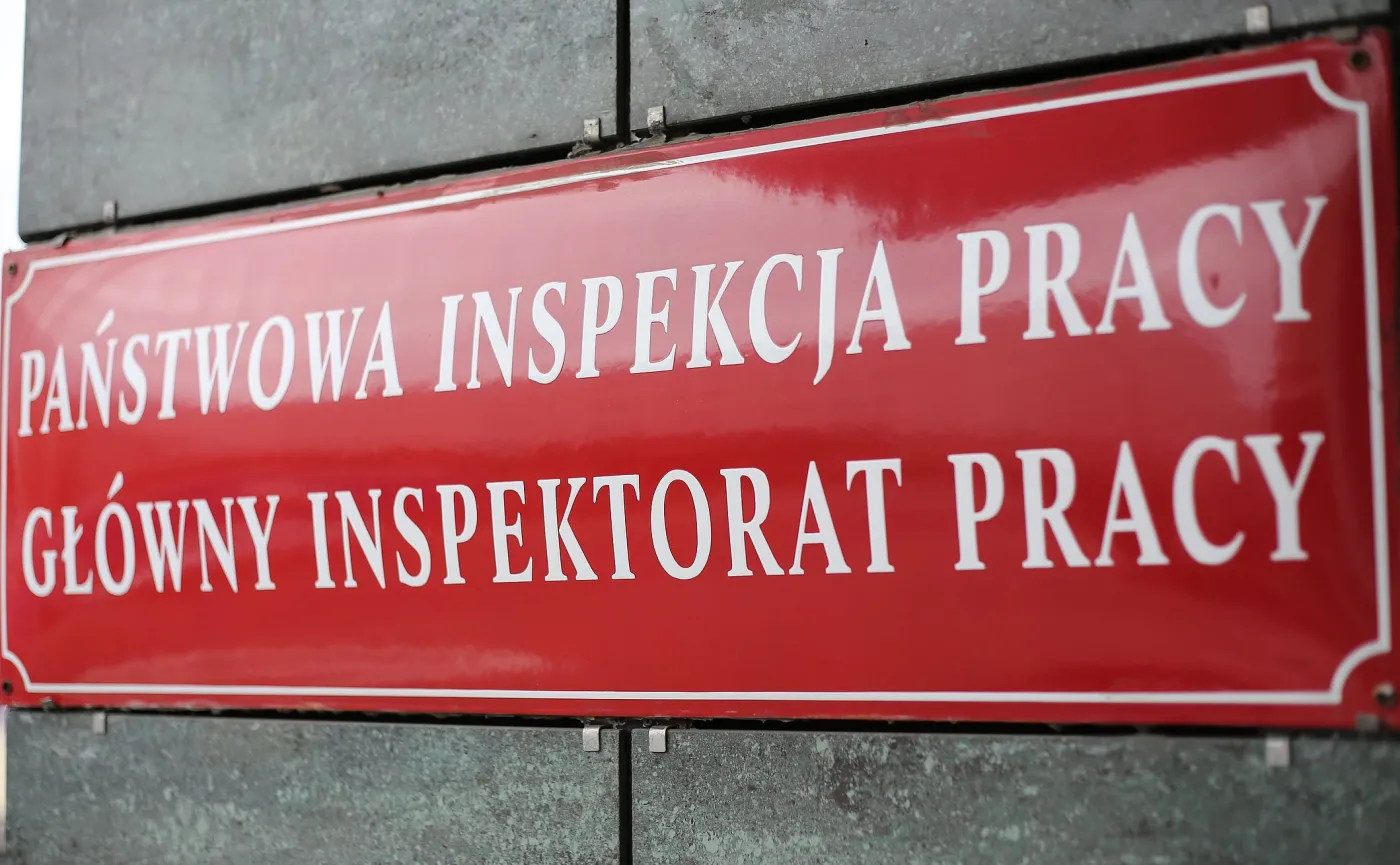 PAŃSTWOWA INSPEKCJA PRACY
GŁÓWNY INSPEKTORAT PRACY